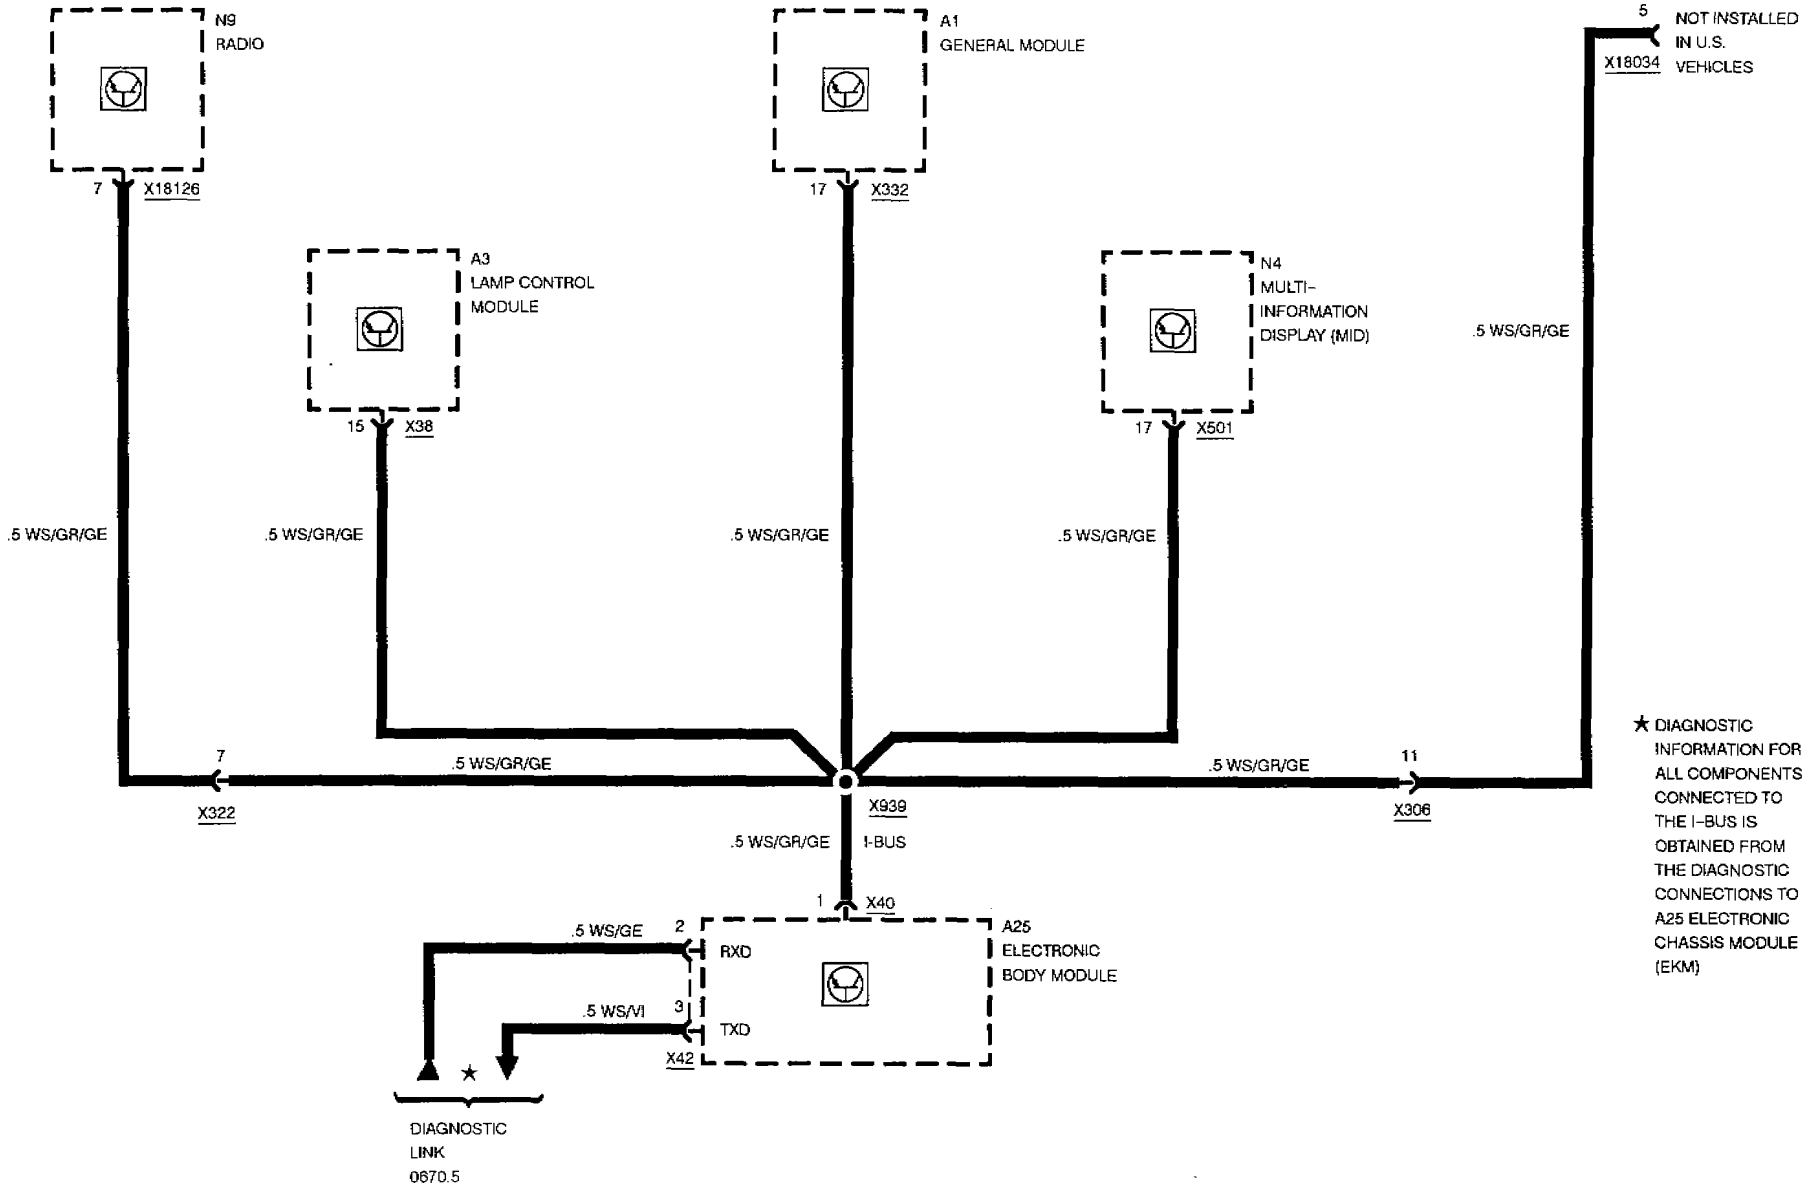 N9
RADIO
A1
GENERAL MODULE
5
NOT INSTALLED
IN U.S.
VEHICLES
X18034
7
X18126
17
X332
A3
LAMP CONTROL
MODULE
N4
MULTI-
INFORMATION
DISPLAY (MID)
.5 WS/GR/GE
15
X38
17
X501
.5 WS/GR/GE
.5 WS/GR/GE
.5 WS/GR/GE
.5 WS/GR/GE
7
X322
.5 WS/GR/GE
.5 WS/GR/GE
11
X306
X939
.5 WS/GR/GE
I-BUS
★ DIAGNOSTIC
INFORMATION FOR
ALL COMPONENTS
CONNECTED TO
THE I-BUS IS
OBTAINED FROM
THE DIAGNOSTIC
CONNECTIONS TO
A25 ELECTRONIC
CHASSIS MODULE
(EKM)
1
X40
.5 WS/GE
2
RXD
A25
ELECTRONIC
BODY MODULE
.5 WS/VI
3
TXD
X42
★
DIAGNOSTIC
LINK
0670.5